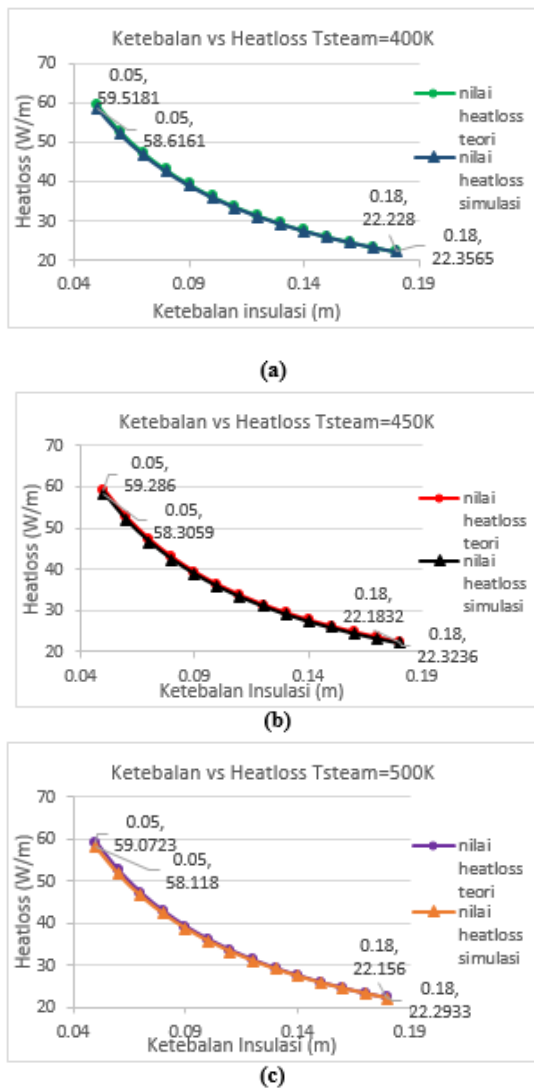 Ketebalan vs Heatloss Tsteam=400K
70
60
50
40
30
20
Heatloss (W/m)
0.05,
59.5181
0.05,
58.6161
0.18,
22.228
0.18,
22.3565
nilai
heatloss
teori
nilai
heatloss
simulasi
0.04
0.09
0.14
0.19
Ketebalan insulasi (m)
(a)
Ketebalan vs Heatloss Tsteam=450K
70
60
50
40
30
20
Heatloss (W/m)
0.05,
59.286
0.05,
58.3059
0.18,
22.1832
0.18,
22.3236
nilai
heatloss
teori
nilai
heatloss
simulasi
0.04
0.09
0.14
0.19
Ketebalan Insulasi (m)
(b)
Ketebalan vs Heatloss Tsteam=500K
70
60
50
40
30
20
Heatloss (W/m)
0.05,
59.0723
0.05,
58.118
0.18,
22.156
0.18,
22.2933
nilai
heatloss
teori
nilai
heatloss
simulasi
0.04
0.09
0.14
0.19
Ketebalan Insulasi (m)
(c)